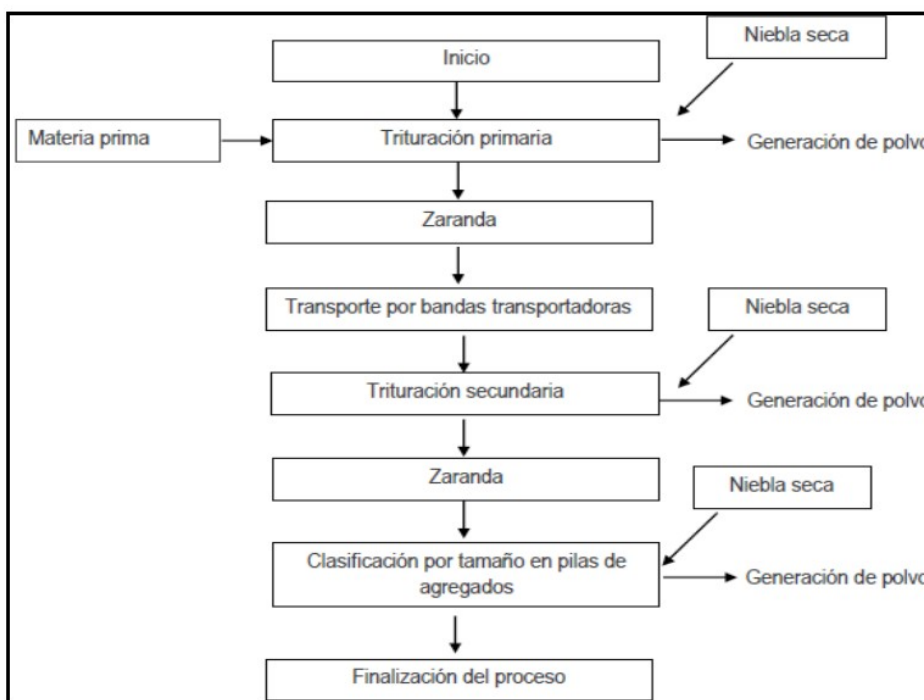 Niebla seca
Inicio
Materia prima
Trituración primaria
Generación de polvo
Zaranda
Transporte por bandas transportadoras
Niebla seca
Trituración secundaria
Generación de polvo
Zaranda
Niebla seca
Clasificación por tamaño en pilas de
agregados
Generación de polvo
Finalización del proceso